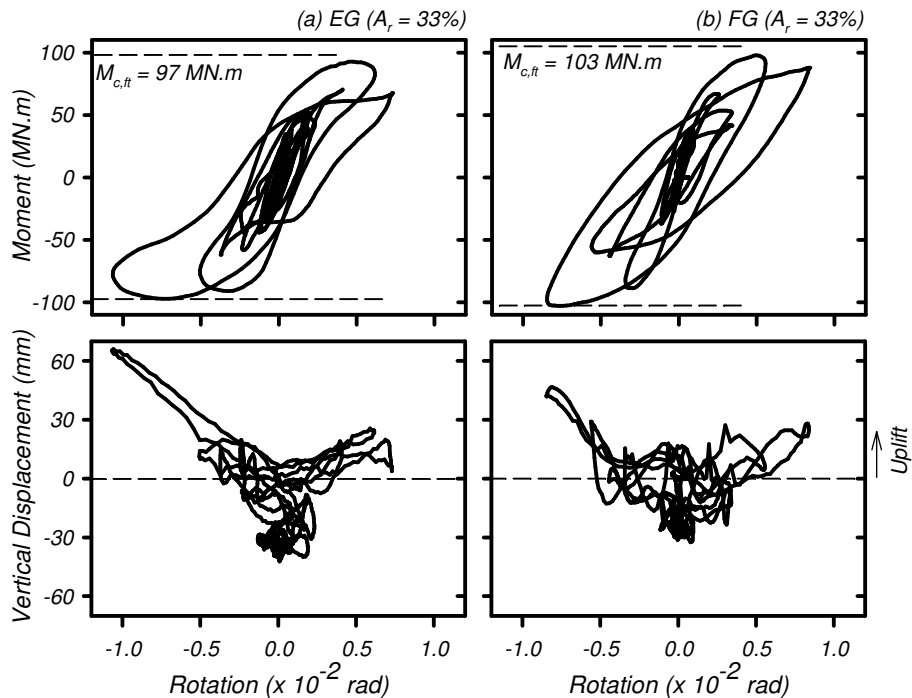 (a) EG (A_r = 33%)
(b) FG (A_r = 33%)
Moment (MN.m)
100
50
0
-50
-100
M_c,ft = 97 MN.m
M_c,ft = 103 MN.m
Vertical Displacement (mm)
60
30
0
-30
-60
Uplift
-1.0 -0.5 0.0 0.5 1.0
-1.0 -0.5 0.0 0.5 1.0
Rotation (x 10^-2 rad)
Rotation (x 10^-2 rad)